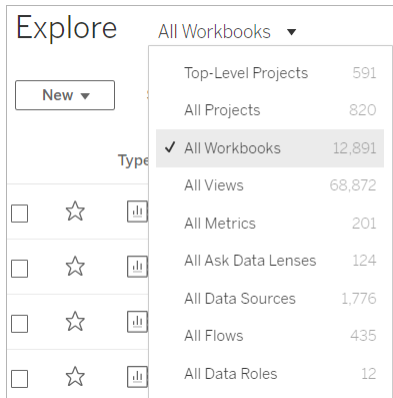 Explore All Workbooks
Top-Level Projects 591
New
All Projects 820
All Workbooks 12,891
Type
All Views 68,872
All Metrics 201
All Ask Data Lenses 124
All Data Sources 1,776
All Flows 435
All Data Roles 12